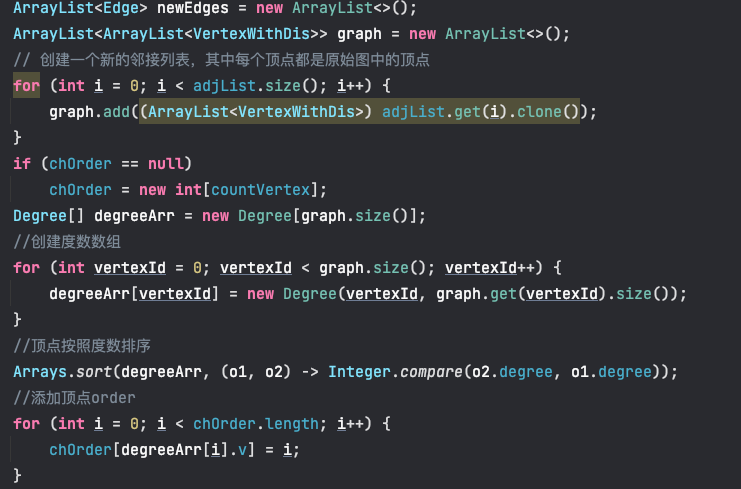 ArrayList<Edge> newEdges = new ArrayList<>();
ArrayList<ArrayList<VertexWithDis>> graph = new ArrayList<>();
// 创建一个新的邻接列表，其中每个顶点都是原始图中的顶点
for (int i = 0; i < adjList.size(); i++) {
    graph.add((ArrayList<VertexWithDis>) adjList.get(i).clone());
}
if (chOrder == null)
    chOrder = new int[countVertex];
Degree[] degreeArr = new Degree[graph.size()];
//创建度数数组
for (int vertexId = 0; vertexId < graph.size(); vertexId++) {
    degreeArr[vertexId] = new Degree(vertexId, graph.get(vertexId).size());
}
//顶点按照度数排序
Arrays.sort(degreeArr, (o1, o2) -> Integer.compare(o2.degree, o1.degree));
//添加顶点order
for (int i = 0; i < chOrder.length; i++) {
    chOrder[degreeArr[i].v] = i;
}